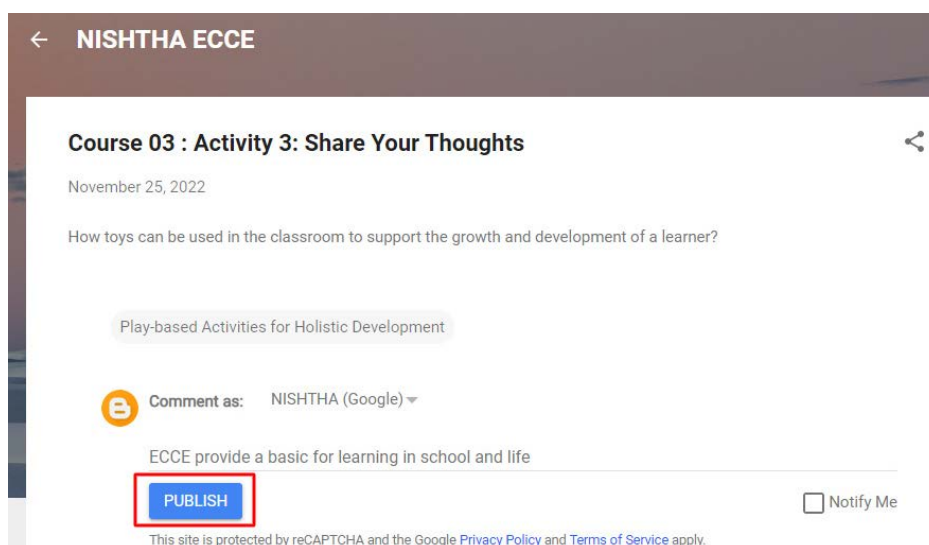 NISHTHA ECCE
Course 03 : Activity 3: Share Your Thoughts
November 25, 2022
How toys can be used in the classroom to support the growth and development of a learner?
Play-based Activities for Holistic Development
Comment as: NISHTHA (Google)
ECCE provide a basic for learning in school and life
PUBLISH Notify Me
This site is protected by reCAPTCHA and the Google Privacy Policy and Terms of Service apply.